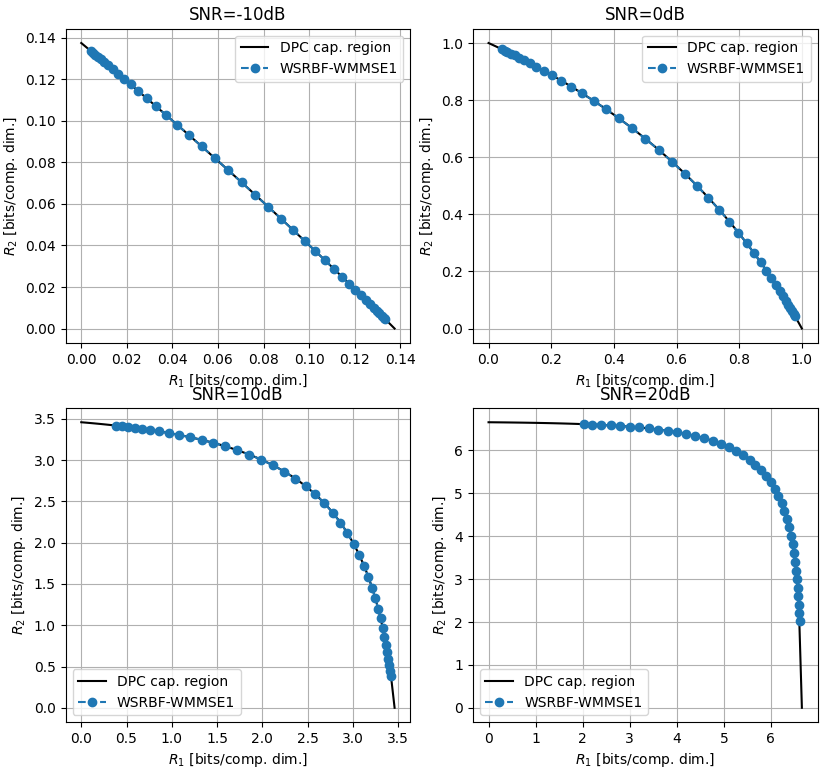 SNR=-10dB
0.14
0.12
0.10
0.08
0.06
0.04
0.02
0.00
R₂ [bits/comp. dim.]
DPC cap. region
WSRBF-WMMSE1
0.00 0.02 0.04 0.06 0.08 0.10 0.12 0.14
R₁ [bits/comp. dim.]
SNR=0dB
1.0
0.8
0.6
0.4
0.2
0.0
R₂ [bits/comp. dim.]
DPC cap. region
WSRBF-WMMSE1
0.0 0.2 0.4 0.6 0.8 1.0
R₁ [bits/comp. dim.]
SNR=10dB
3.5
3.0
2.5
2.0
1.5
1.0
0.5
0.0
R₂ [bits/comp. dim.]
DPC cap. region
WSRBF-WMMSE1
0.0 0.5 1.0 1.5 2.0 2.5 3.0 3.5
R₁ [bits/comp. dim.]
SNR=20dB
6
5
4
3
2
1
0
R₂ [bits/comp. dim.]
DPC cap. region
WSRBF-WMMSE1
0 1 2 3 4 5 6
R₁ [bits/comp. dim.]